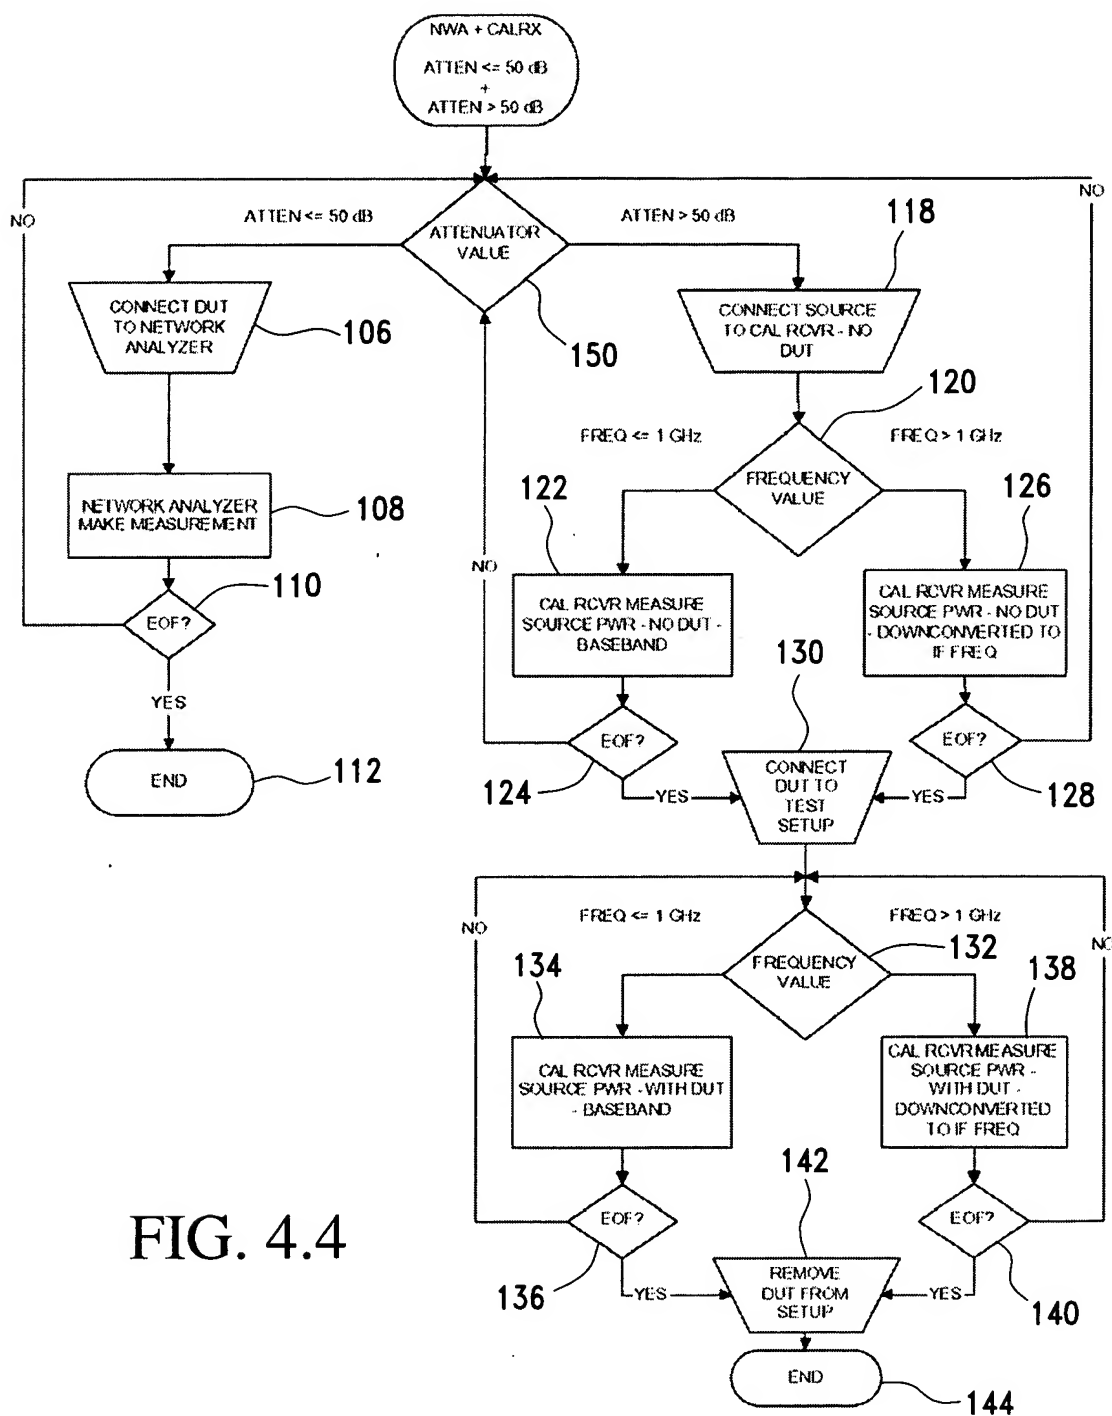 NWA + CALRX
ATTEN <= 50 dB
+
ATTEN > 50 dB
NO
NO
ATTEN <= 50 dB
ATTEN > 50 dB
118
ATTENUATOR
VALUE
150
CONNECT DUT
TO NETWORK
ANALYZER
106
CONNECT SOURCE
TO CAL RCVR - NO
DUT
120
FREQ <= 1 GHz
FREQ > 1 GHz
FREQUENCY
VALUE
122
126
NETWORK ANALYZER
MAKE MEASUREMENT
108
NO
110
EOF?
CAL RCVR MEASURE
SOURCE PWR - NO DUT -
BASEBAND
CAL RCVR MEASURE
SOURCE PWR - NO DUT
- DOWNCONVERTED TO
IF FREQ
130
YES
EOF?
EOF?
END
112
124
YES
CONNECT
DUT TO
TEST
SETUP
YES
128
NO
FREQ <= 1 GHz
FREQ > 1 GHz
NO
132
FREQUENCY
VALUE
134
138
CAL RCVR MEASURE
SOURCE PWR - WITH DUT
- BASEBAND
CAL RCVR MEASURE
SOURCE PWR -
WITH DUT -
DOWNCONVERTED
TO IF FREQ
142
EOF?
EOF?
FIG. 4.4
136
YES
REMOVE
DUT FROM
SETUP
YES
140
END
144